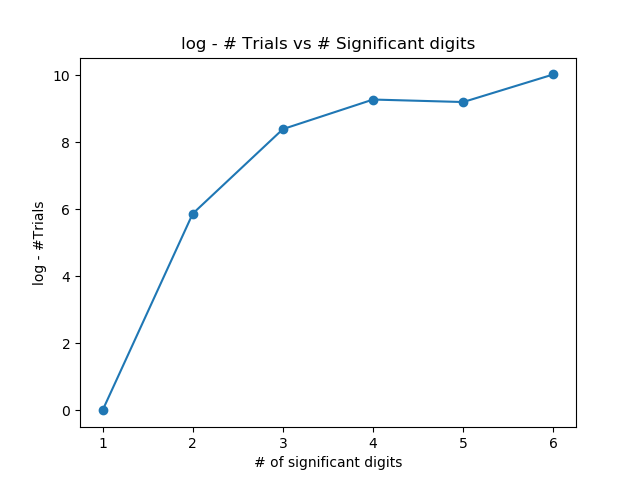 log - # Trials vs # Significant digits
10
8
6
4
2
0
log - #Trials
1 2 3 4 5 6
# of significant digits